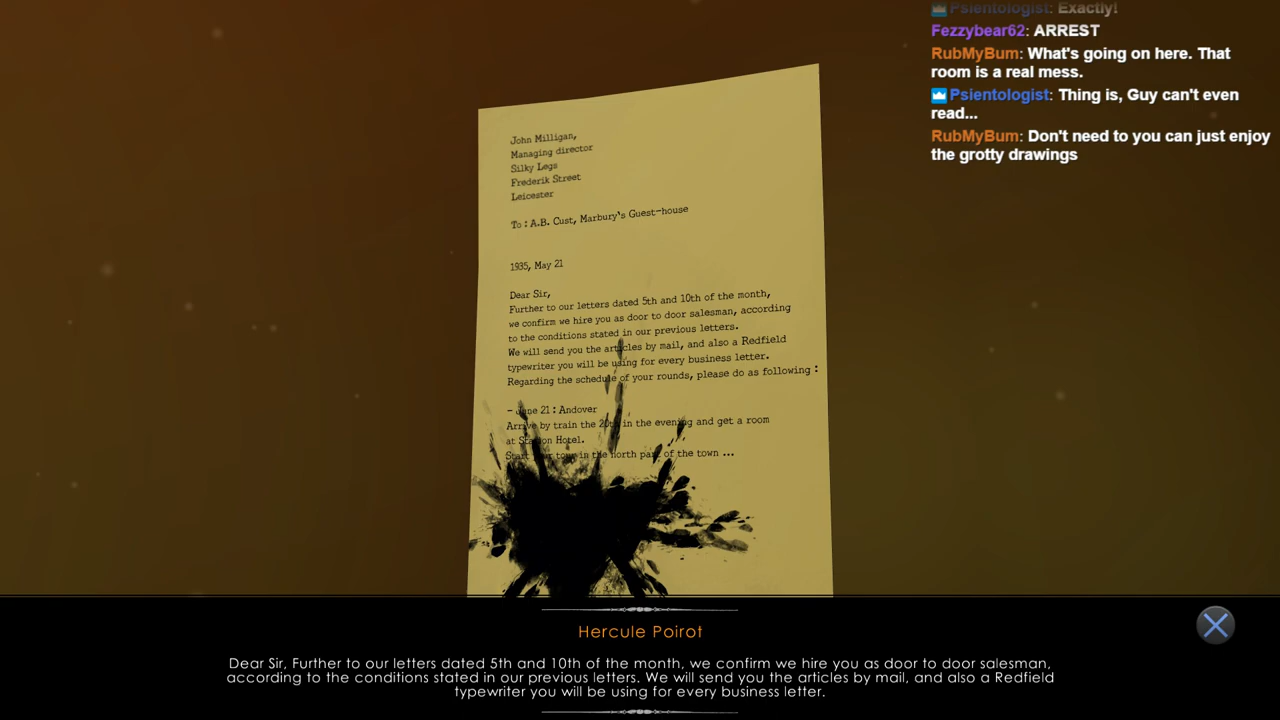 John Milligan,
Managing director
Silky Legs
Frederik Street
Leicester
To : A.B. Cust, Marbury's Guest-house
1935, May 21
Dear Sir,
Further to our letters dated 5th and 10th of the month,
we confirm we hire you as door to door salesman, according
to the conditions stated in our previous letters.
We will send you the articles by mail, and also a Redfield
typewriter you will be using for every business letter.
Regarding the schedule of your rounds, please do as following :
- June 21 : Andover
Arrive by train the 20th in the evening and get a room
at Station Hotel.
Start your tour in the north part of the town ...
Psientologist: Exactly!
Fezzybear62: ARREST
RubMyBum: What's going on here. That
room is a real mess.
Psientologist: Thing is, Guy can't even
read...
RubMyBum: Don't need to you can just enjoy
the grotty drawings
Hercule Poirot
Dear Sir, Further to our letters dated 5th and 10th of the month, we confirm we hire you as door to door salesman,
according to the conditions stated in our previous letters. We will send you the articles by mail, and also a Redfield
typewriter you will be using for every business letter.